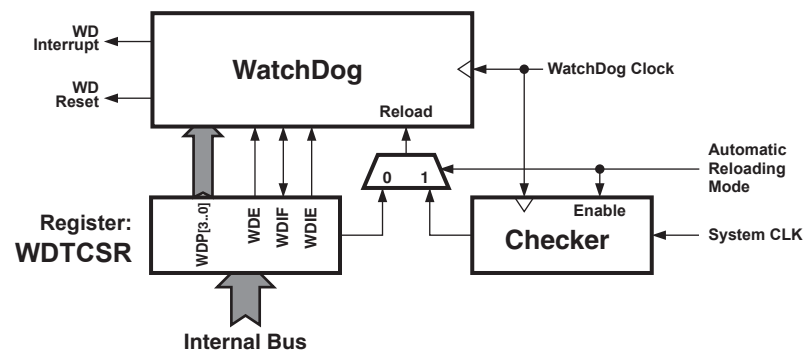 WD
Interrupt
WatchDog
WatchDog Clock
WD
Reset
Reload
Automatic
Reloading
Mode
0 1
Register:
WDTCSR
WDP[3..0]
WDE
WDIF
WDIE
Enable
Checker
System CLK
Internal Bus